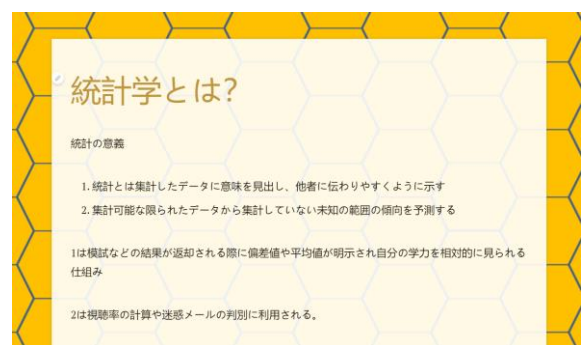 統計学とは?
統計の意義
1. 統計とは集計したデータに意味を見出し、他者に伝わりやすくように示す
2. 集計可能な限られたデータから集計していない未知の範囲の傾向を予測する
1は模試などの結果が返却される際に偏差値や平均値が明示され自分の学力を相対的に見られる
仕組み
2は視聴率の計算や迷惑メールの判別に利用される。